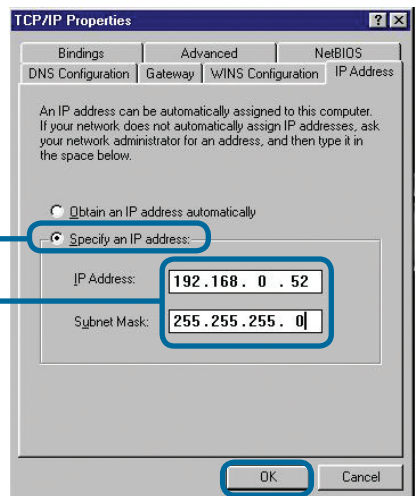 TCP/IP Properties
Bindings Advanced NetBIOS
DNS Configuration Gateway WINS Configuration IP Address
An IP address can be automatically assigned to this computer.
If your network does not automatically assign IP addresses, ask
your network administrator for an address, and then type it in
the space below.
Obtain an IP address automatically
Specify an IP address:
IP Address: 192.168. 0 .52
Subnet Mask: 255.255.255. 0
OK Cancel